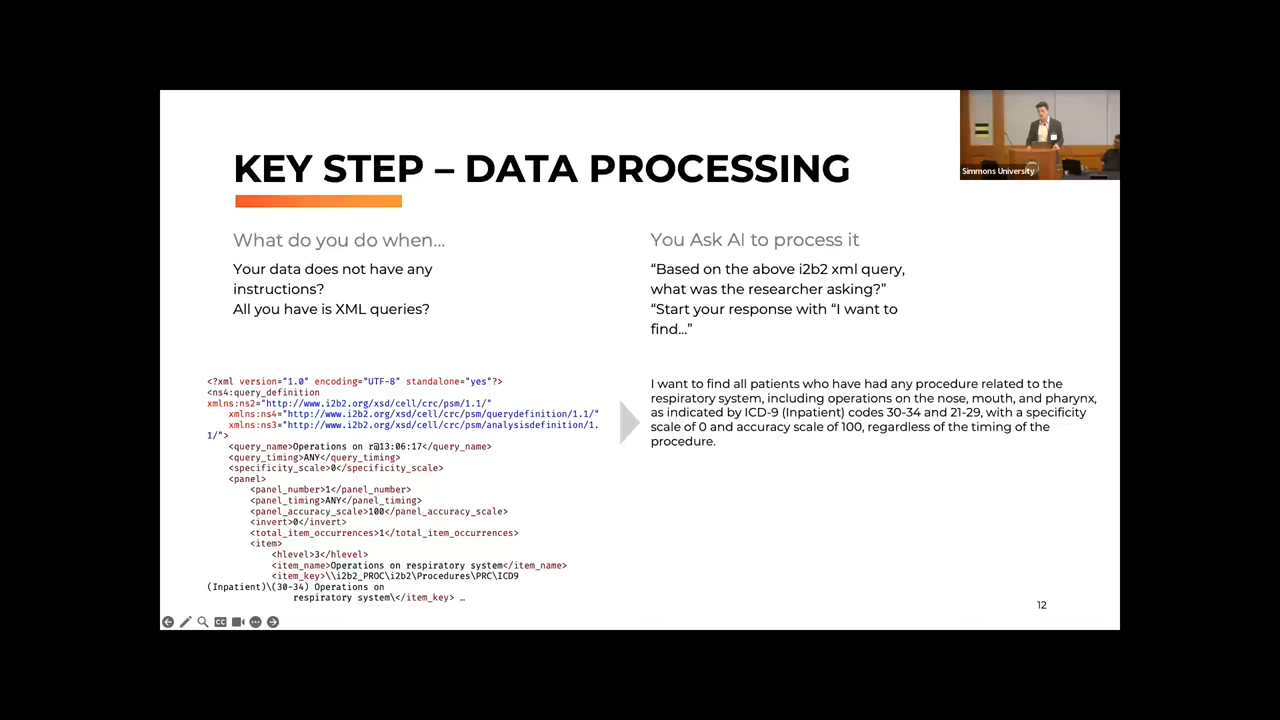 KEY STEP – DATA PROCESSING
Simmons University
What do you do when...
Your data does not have any
instructions?
All you have is XML queries?
You Ask AI to process it
“Based on the above i2b2 xml query,
what was the researcher asking?”
“Start your response with “I want to
find...”
<?xml version="1.0" encoding="UTF-8" standalone="yes"?>
<ns4:query_definition
xmlns:ns2="http://www.i2b2.org/xsd/cell/crc/psm/1.1/"
xmlns:ns4="http://www.i2b2.org/xsd/cell/crc/psm/querydefinition/1.1/"
xmlns:ns3="http://www.i2b2.org/xsd/cell/crc/psm/analysisdefinition/1.
1/">
<query_name>Operations on r@13:06:17</query_name>
<query_timing>ANY</query_timing>
<specificity_scale>0</specificity_scale>
<panel>
<panel_number>1</panel_number>
<panel_timing>ANY</panel_timing>
<panel_accuracy_scale>100</panel_accuracy_scale>
<invert>0</invert>
<total_item_occurrences>1</total_item_occurrences>
<item>
<hlevel>3</hlevel>
<item_name>Operations on respiratory system</item_name>
<item_key>\\i2b2_PROC\i2b2\Procedures\PRC\ICD9
(Inpatient)\(30-34) Operations on
respiratory system\</item_key> …
I want to find all patients who have had any procedure related to the
respiratory system, including operations on the nose, mouth, and pharynx,
as indicated by ICD-9 (Inpatient) codes 30-34 and 21-29, with a specificity
scale of 0 and accuracy scale of 100, regardless of the timing of the
procedure.
12
CC